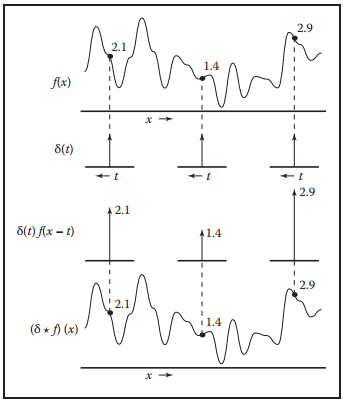 2.9
2.1
1.4
f(x)
x →
δ(t)
← t ← t ← t
2.9
2.1
δ(t) f(x – t) 1.4
2.9
2.1
1.4
(δ ⋆ f) (x)
x →